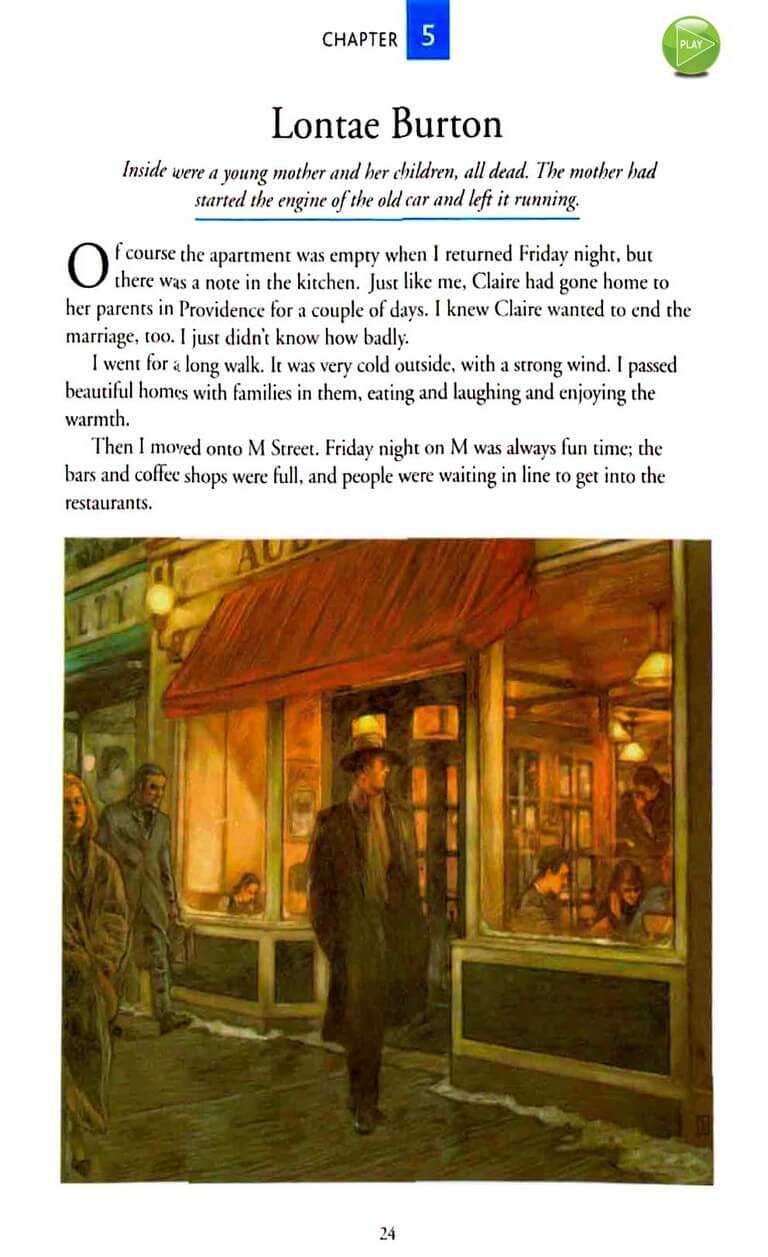 CHAPTER 5
PLAY
Lontae Burton
Inside were a young mother and her children, all dead. The mother had
started the engine of the old car and left it running.
Of course the apartment was empty when I returned Friday night, but
there was a note in the kitchen. Just like me, Claire had gone home to
her parents in Providence for a couple of days. I knew Claire wanted to end the
marriage, too. I just didn't know how badly.
I went for a long walk. It was very cold outside, with a strong wind. I passed
beautiful homes with families in them, eating and laughing and enjoying the
warmth.
Then I moved onto M Street. Friday night on M was always fun time; the
bars and coffee shops were full, and people were waiting in line to get into the
restaurants.
24